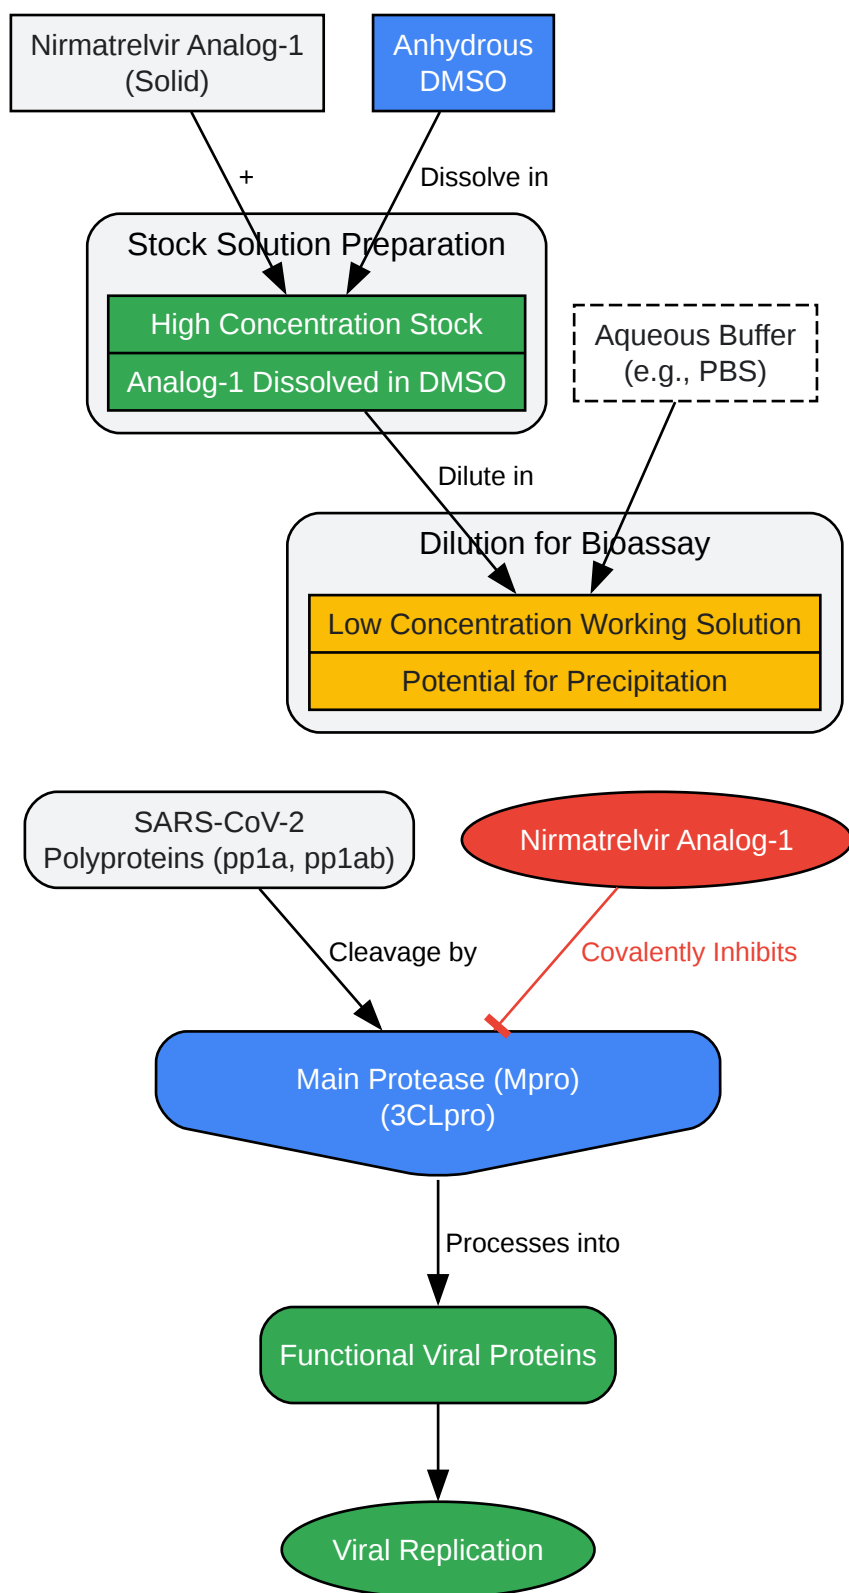 Nirmatrelvir Analog-1
(Solid)
Anhydrous
DMSO
+
Dissolve in
Stock Solution Preparation
High Concentration Stock
Analog-1 Dissolved in DMSO
Aqueous Buffer
(e.g., PBS)
Dilute in
Dilution for Bioassay
Low Concentration Working Solution
Potential for Precipitation
SARS-CoV-2
Polyproteins (pp1a, pp1ab)
Nirmatrelvir Analog-1
Cleavage by
Covalently Inhibits
Main Protease (Mpro)
(3CLpro)
Processes into
Functional Viral Proteins
Viral Replication